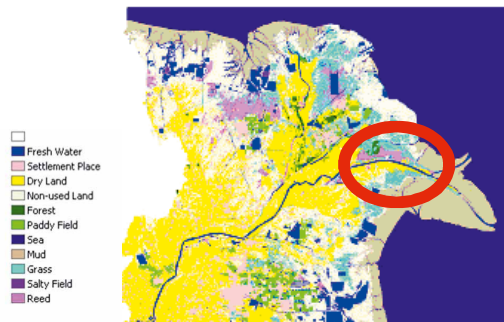 Fresh Water
Settlement Place
Dry Land
Non-used Land
Forest
Paddy Field
Sea
Mud
Grass
Salty Field
Reed